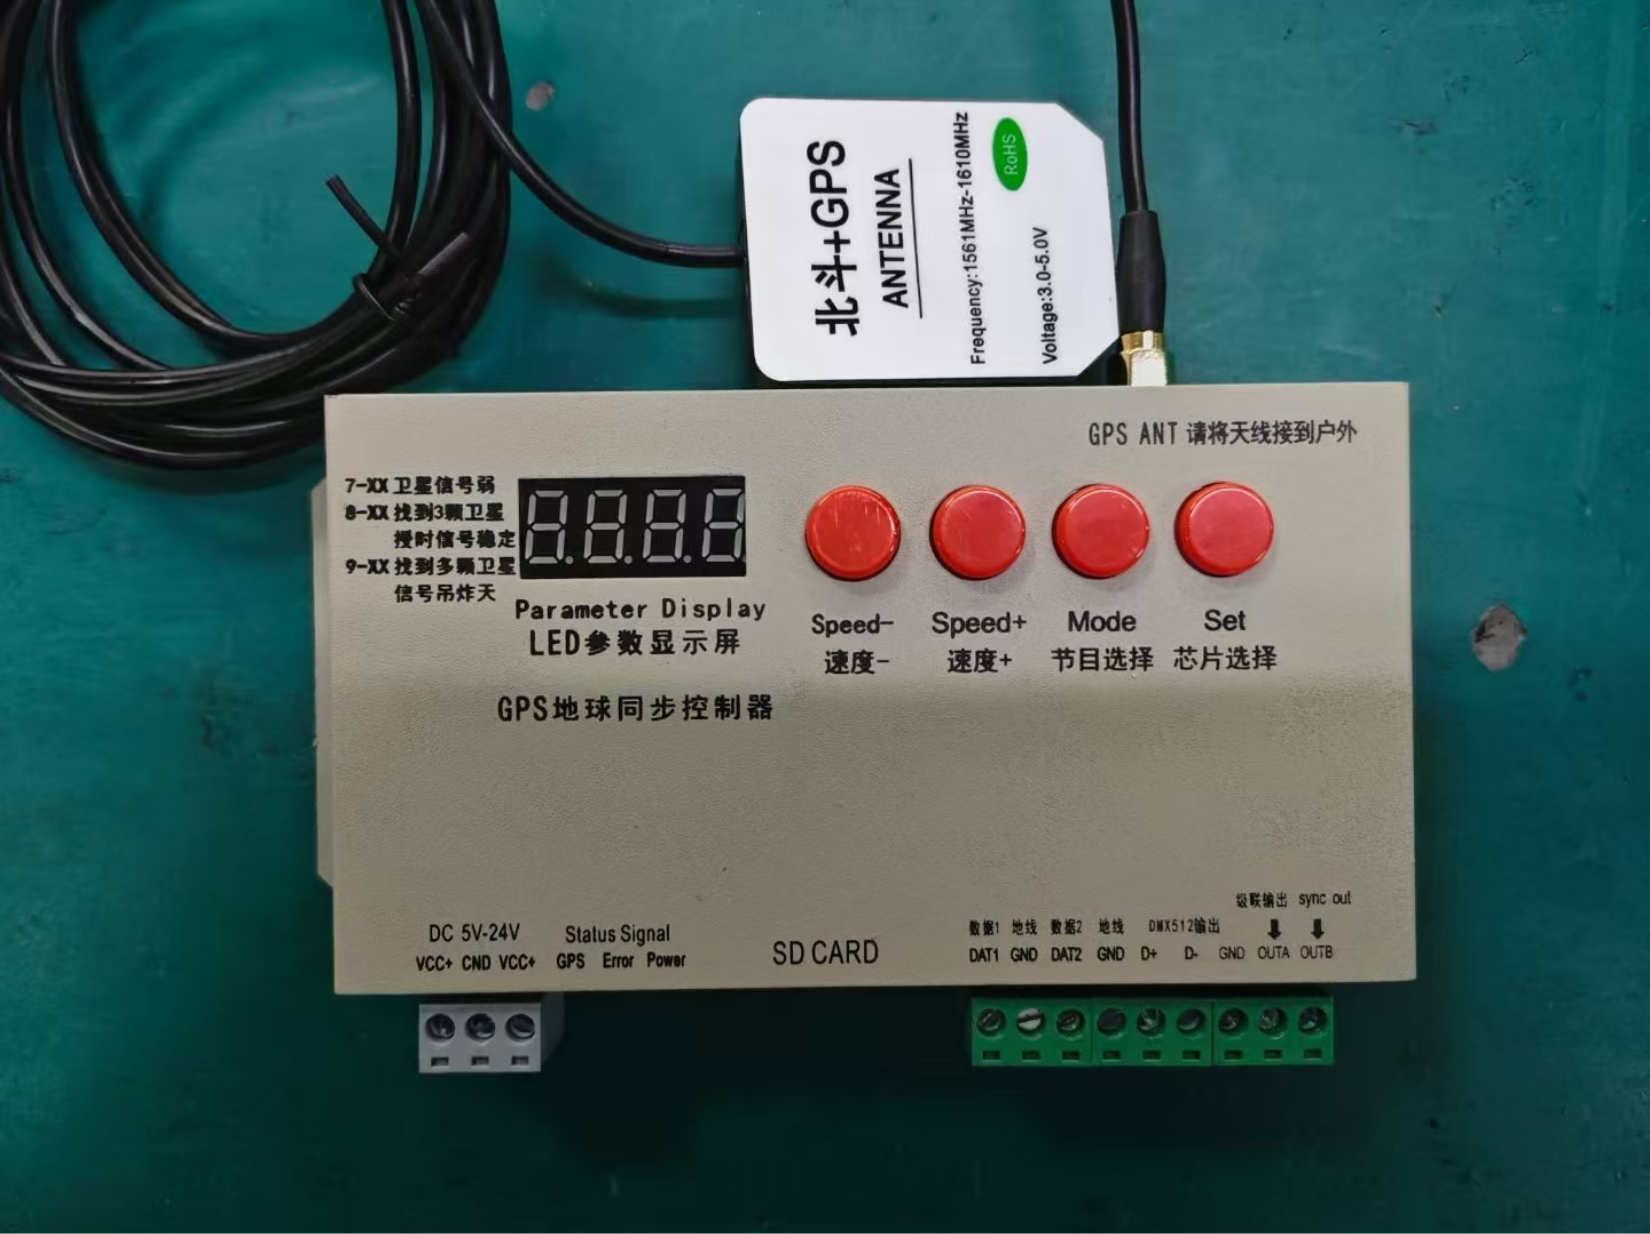 北斗+GPS
ANTENNA
Frequency:1561MHz-1610MHz
Voltage:3.0-5.0V
RoHS
GPS ANT 请将天线接到户外
7-XX 卫星信号弱
8-XX 找到3颗卫星
授时信号稳定
9-XX 找到多颗卫星
信号吊炸天
Parameter Display
LED参数显示屏
Speed- Speed+ Mode Set
速度- 速度+ 节目选择 芯片选择
GPS地球同步控制器
级联输出 sync out
DC 5V-24V Status Signal
VCC+ CND VCC+ GPS Error Power
SD CARD
数据1 地线 数据2 地线 DMX512输出
DAT1 GND DAT2 GND D+ D- GND OUTA OUTB